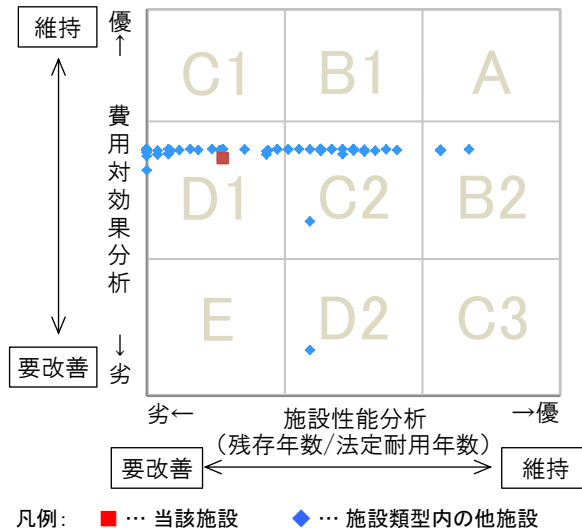 維持
優←
C1 B1 A
費用対効果分析
D1 C2 B2
E D2 C3
要改善
↓劣
劣← 施設性能分析 →優
（残存年数/法定耐用年数）
要改善 維持
凡例： ■ … 当該施設 ◆ … 施設類型内の他施設